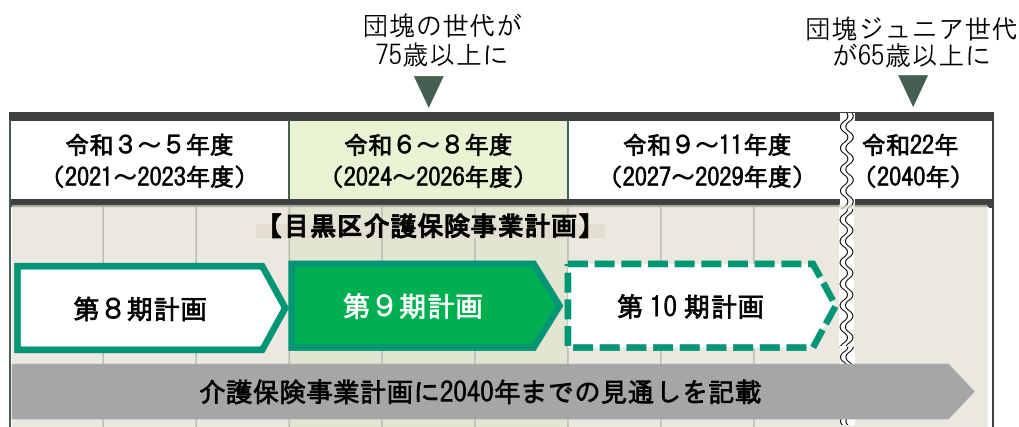 団塊の世代が
75歳以上に
団塊ジュニア世代
が65歳以上に
令和３～５年度
（2021～2023年度）
令和６～８年度
（2024～2026年度）
令和９～11年度
（2027～2029年度）
令和22年
（2040年）
【目黒区介護保険事業計画】
第８期計画
第９期計画
第10期計画
介護保険事業計画に2040年までの見通しを記載